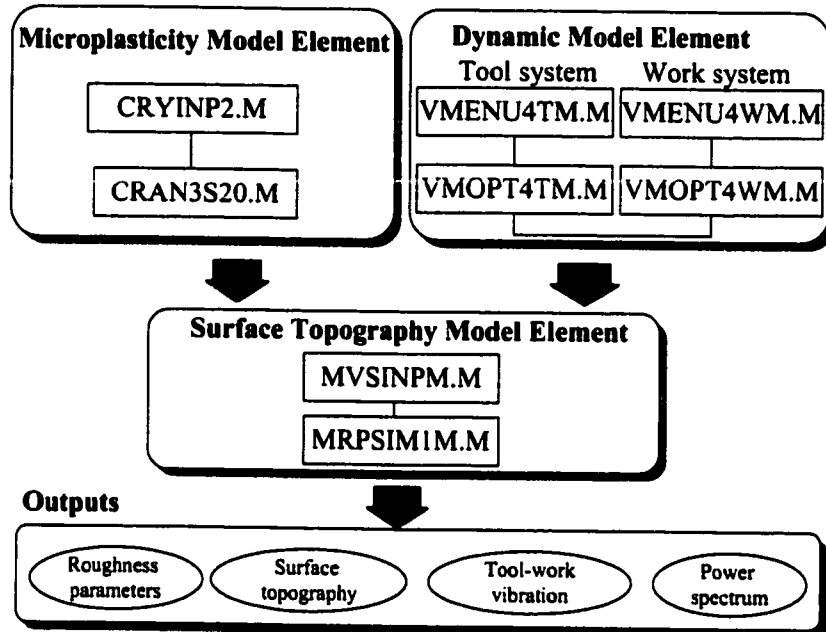 Microplasticity Model Element
CRYINP2.M
CRAN3S20.M
Dynamic Model Element
Tool system Work system
VMENU4TM.M VMENU4WM.M
VMOPT4TM.M VMOPT4WM.M
Surface Topography Model Element
MVSINPM.M
MRPSIM1M.M
Outputs
Roughness
parameters
Surface
topography
Tool-work
vibration
Power
spectrum